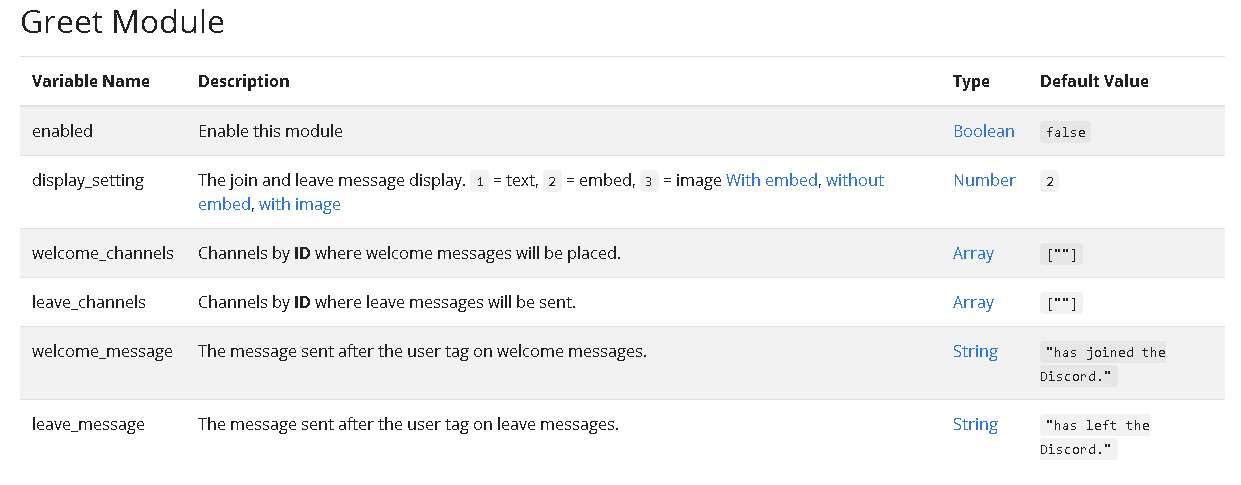 Greet Module
Variable Name Description Type Default Value
enabled Enable this module Boolean false
display_setting The join and leave message display. 1 = text, 2 = embed, 3 = image With embed, without Number 2
embed, with image
welcome_channels Channels by ID where welcome messages will be placed. Array [""]
leave_channels Channels by ID where leave messages will be sent. Array [""]
welcome_message The message sent after the user tag on welcome messages. String "has joined the
Discord."
leave_message The message sent after the user tag on leave messages. String "has left the
Discord."